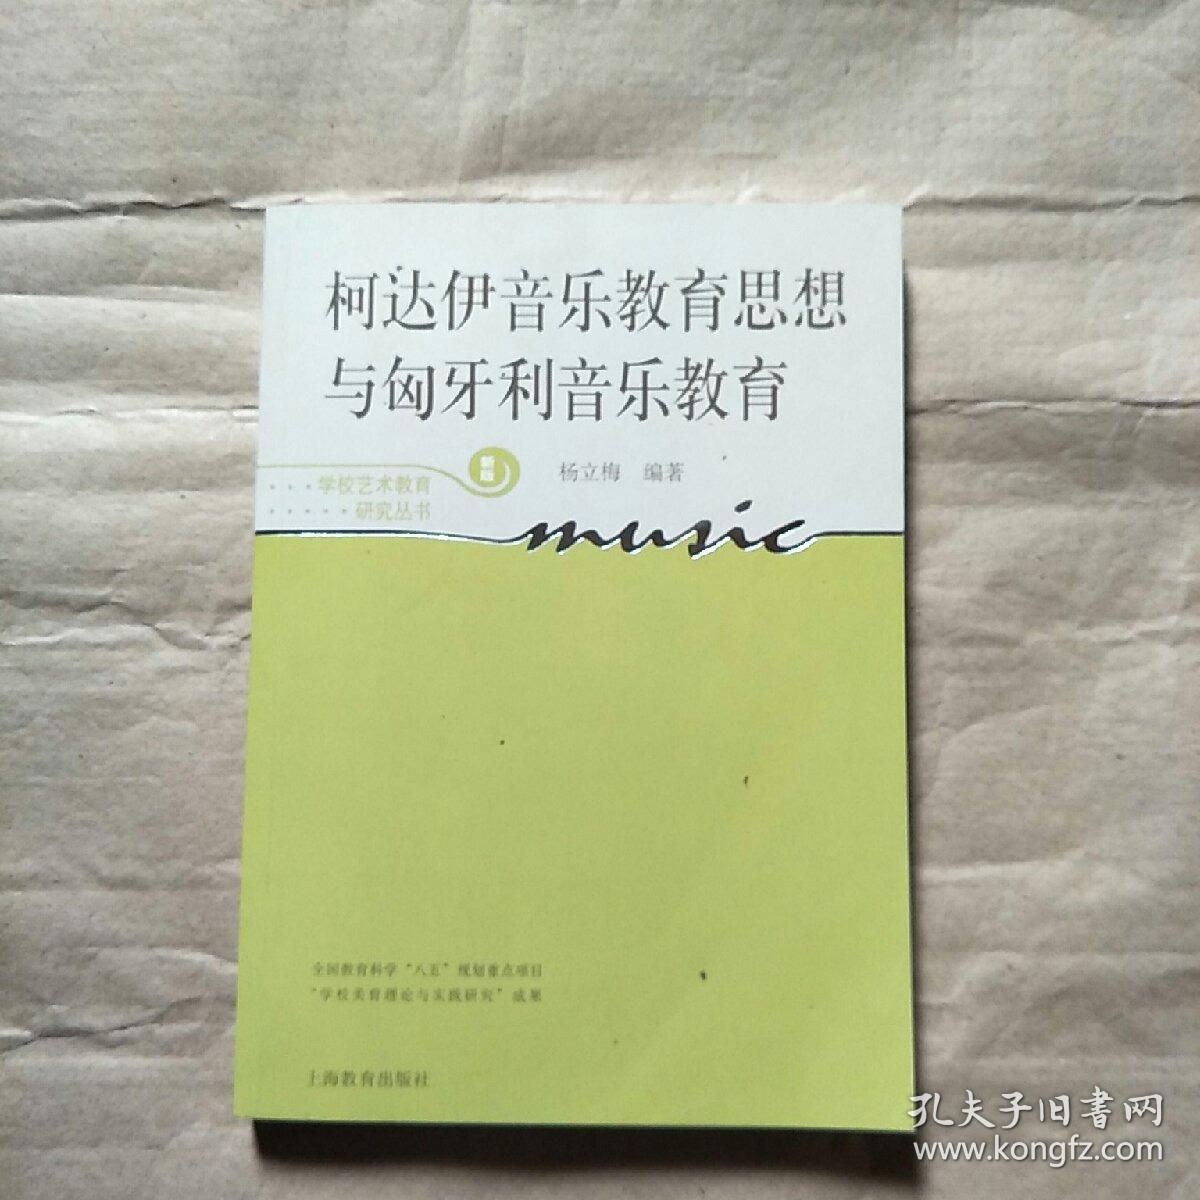 柯达伊音乐教育思想
与匈牙利音乐教育
新版
杨立梅 编著
学校艺术教育
研究丛书
music
全国教育科学“八五”规划重点项目
“学校美育理论与实践研究”成果
上海教育出版社
孔夫子旧书网
www.kongfz.com